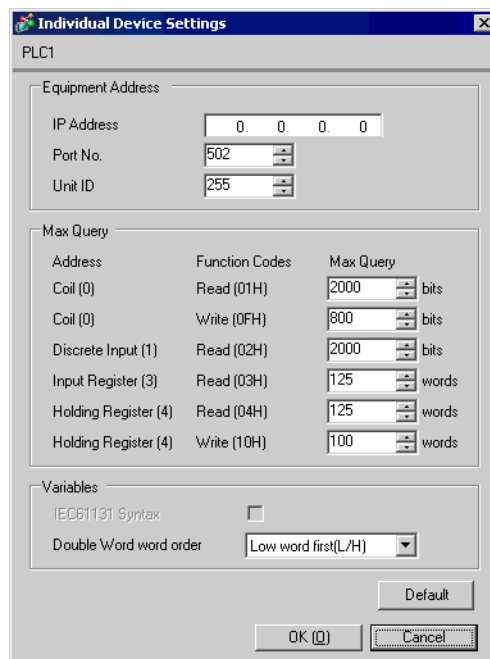 Individual Device Settings
PLC1
Equipment Address
IP Address 0. 0. 0. 0
Port No. 502
Unit ID 255
Max Query
Address Function Codes Max Query
Coil (0) Read (01H) 2000 bits
Coil (0) Write (0FH) 800 bits
Discrete Input (1) Read (02H) 2000 bits
Input Register (3) Read (03H) 125 words
Holding Register (4) Read (04H) 125 words
Holding Register (4) Write (10H) 100 words
Variables
IEC61131 Syntax
Double Word word order Low word first(L/H)
Default
OK (O) Cancel